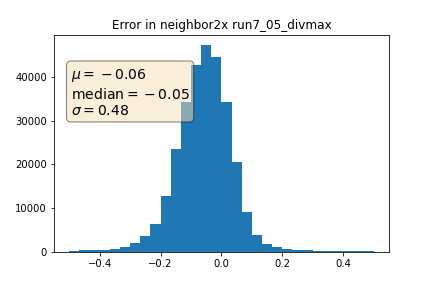 Error in neighbor2x run7_05_divmax
μ = −0.06
median = −0.05
σ = 0.48
40000
30000
20000
10000
0
−0.4 −0.2 0.0 0.2 0.4